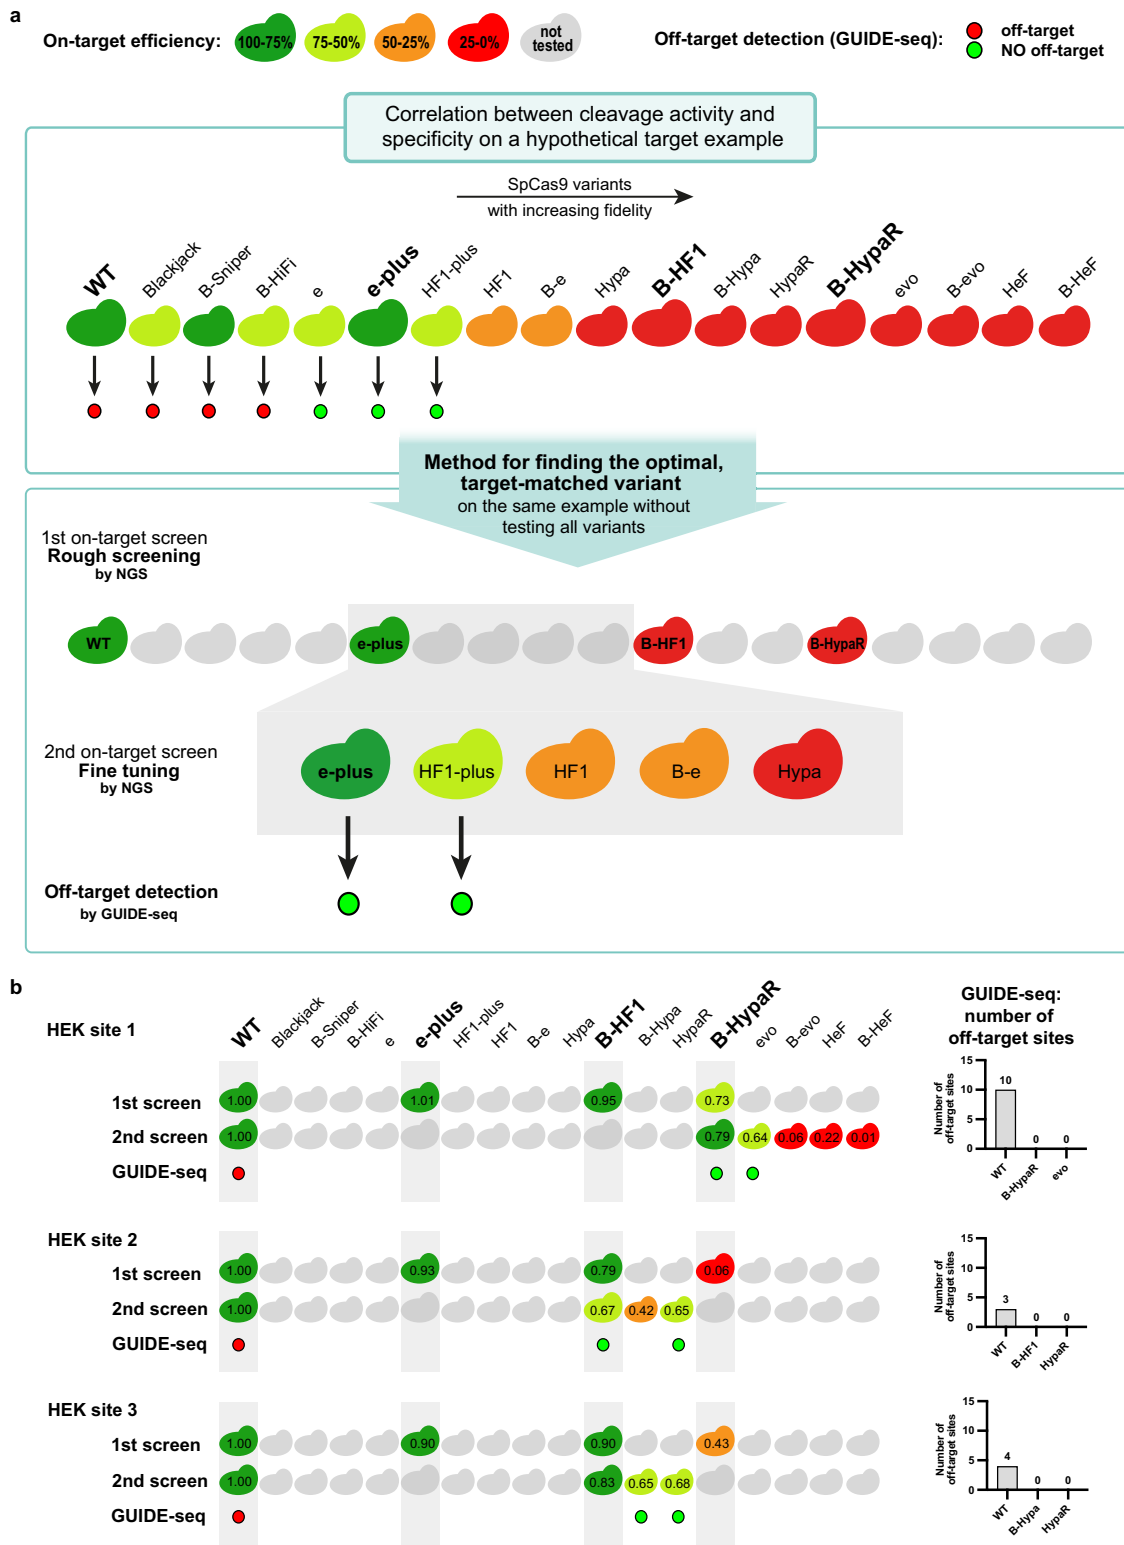 a
On-target efficiency:
100-75%
75-50%
50-25%
25-0%
not
tested
Off-target detection (GUIDE-seq):
off-target
NO off-target
Correlation between cleavage activity and
specificity on a hypothetical target example
SpCas9 variants
with increasing fidelity
WT
Blackjack
B-Sniper
B-HiFi
e
e-plus
HF1-plus
HF1
B-e
Hypa
B-HF1
B-Hypa
HypaR
B-HypaR
evo
B-evo
HeF
B-HeF
Method for finding the optimal,
target-matched variant
on the same example without
testing all variants
1st on-target screen
Rough screening
by NGS
WT
e-plus
B-HF1
B-HypaR
2nd on-target screen
Fine tuning
by NGS
e-plus
HF1-plus
HF1
B-e
Hypa
Off-target detection
by GUIDE-seq
b
HEK site 1
WT
Blackjack
B-Sniper
B-HiFi
e
e-plus
HF1-plus
HF1
B-e
Hypa
B-HF1
B-Hypa
HypaR
B-HypaR
evo
B-evo
HeF
B-HeF
GUIDE-seq:
number of
off-target sites
1st screen
1.00
1.01
0.95
0.73
2nd screen
1.00
0.79
0.64
0.06
0.22
0.01
GUIDE-seq
Number of
off-target sites
15
10
5
0
10
0
0
WT
B-HypaR
evo
HEK site 2
1st screen
1.00
0.93
0.79
0.06
2nd screen
1.00
0.67
0.42
0.65
GUIDE-seq
Number of
off-target sites
15
10
5
0
3
0
0
WT
B-HF1
HypaR
HEK site 3
1st screen
1.00
0.90
0.90
0.43
2nd screen
1.00
0.83
0.65
0.68
GUIDE-seq
Number of
off-target sites
15
10
5
0
4
0
0
WT
B-Hypa
HypaR